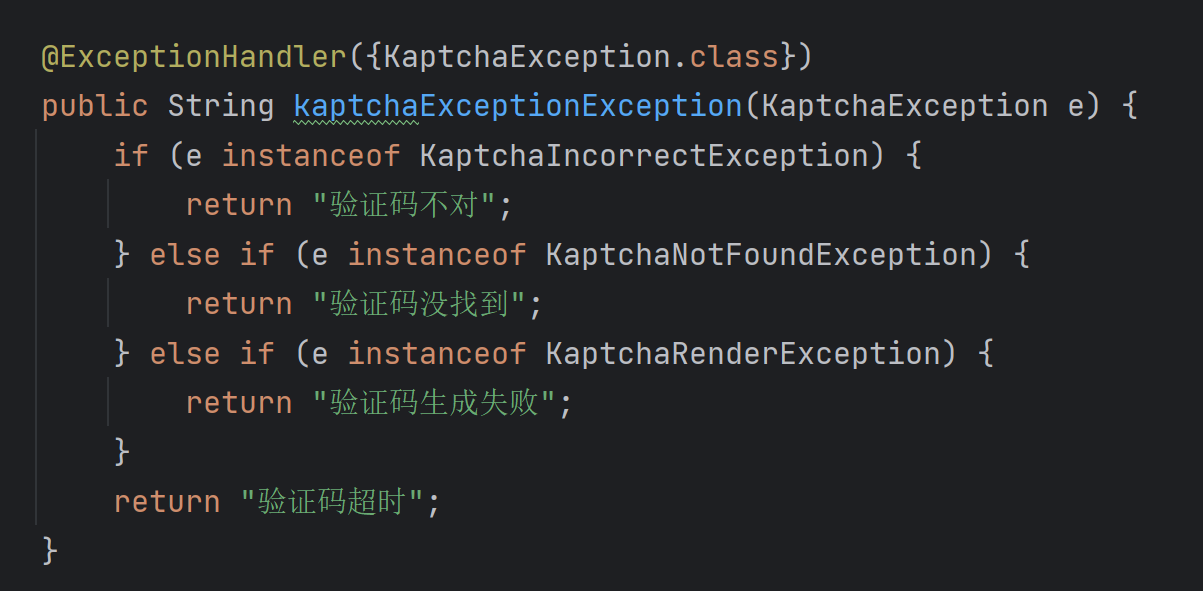 @ExceptionHandler({KaptchaException.class})
public String kaptchaExceptionException(KaptchaException e) {
    if (e instanceof KaptchaIncorrectException) {
        return "验证码不对";
    } else if (e instanceof KaptchaNotFoundException) {
        return "验证码没找到";
    } else if (e instanceof KaptchaRenderException) {
        return "验证码生成失败";
    }
    return "验证码超时";
}